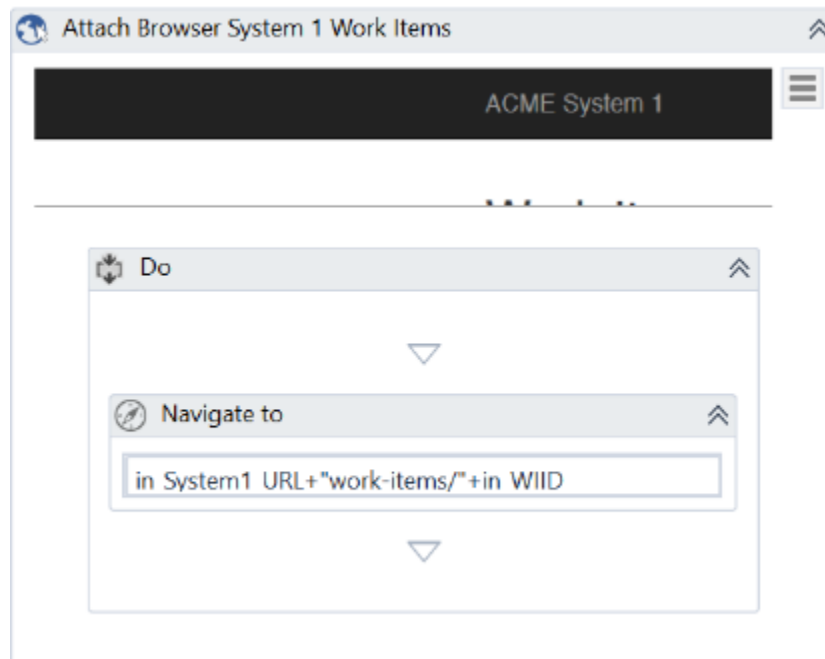 Attach Browser System 1 Work Items
ACME System 1
Do
Navigate to
in System1 URL+"work-items/"+in WIID